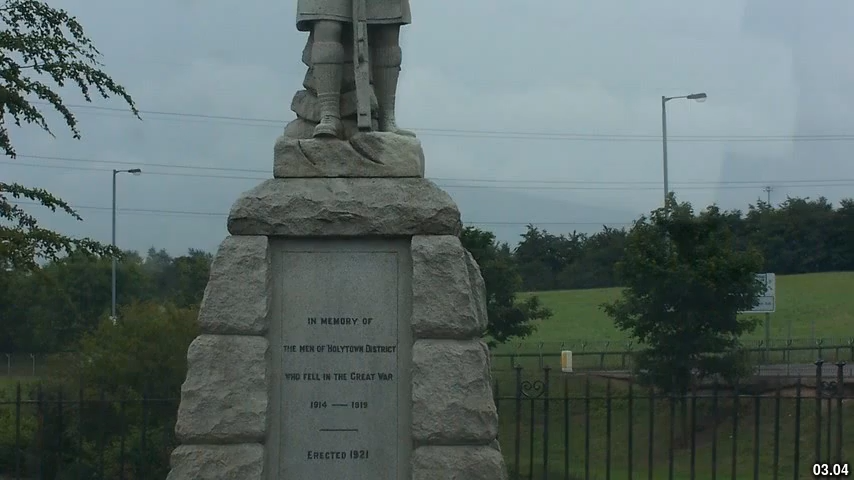 IN MEMORY OF
THE MEN OF HOLYTOWN DISTRICT
WHO FELL IN THE GREAT WAR
1914 — 1919
ERECTED 1921
03.04